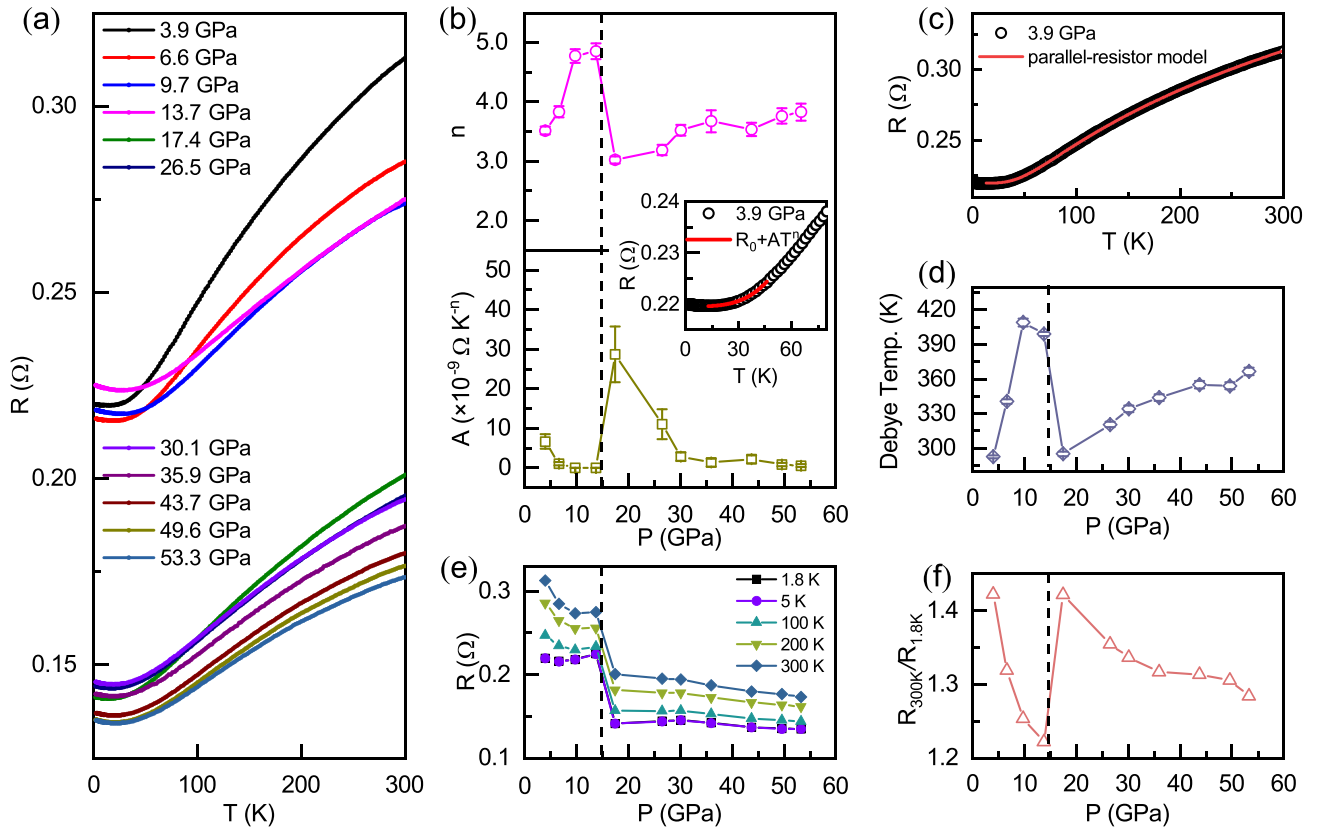 (a)
3.9 GPa
6.6 GPa
9.7 GPa
13.7 GPa
17.4 GPa
26.5 GPa
30.1 GPa
35.9 GPa
43.7 GPa
49.6 GPa
53.3 GPa
0.30
0.25
0.20
0.15
R (Ω)
0 100 200 300
T (K)
(b)
5.0
4.0
3.0
2.0
n
50
40
30
20
10
0
A (×10⁻⁹ Ω K⁻ⁿ)
0 10 20 30 40 50 60
P (GPa)
0.24
0.23
0.22
R (Ω)
3.9 GPa
R₀+ATⁿ
0 30 60
T (K)
(c)
3.9 GPa
parallel-resistor model
0.30
0.25
R (Ω)
0 100 200 300
T (K)
(d)
420
390
360
330
300
Debye Temp. (K)
0 10 20 30 40 50 60
P (GPa)
(e)
1.8 K
5 K
100 K
200 K
300 K
0.3
0.2
0.1
R (Ω)
0 10 20 30 40 50 60
P (GPa)
(f)
1.4
1.3
1.2
R₃₀₀K/R₁.₈K
0 10 20 30 40 50 60
P (GPa)